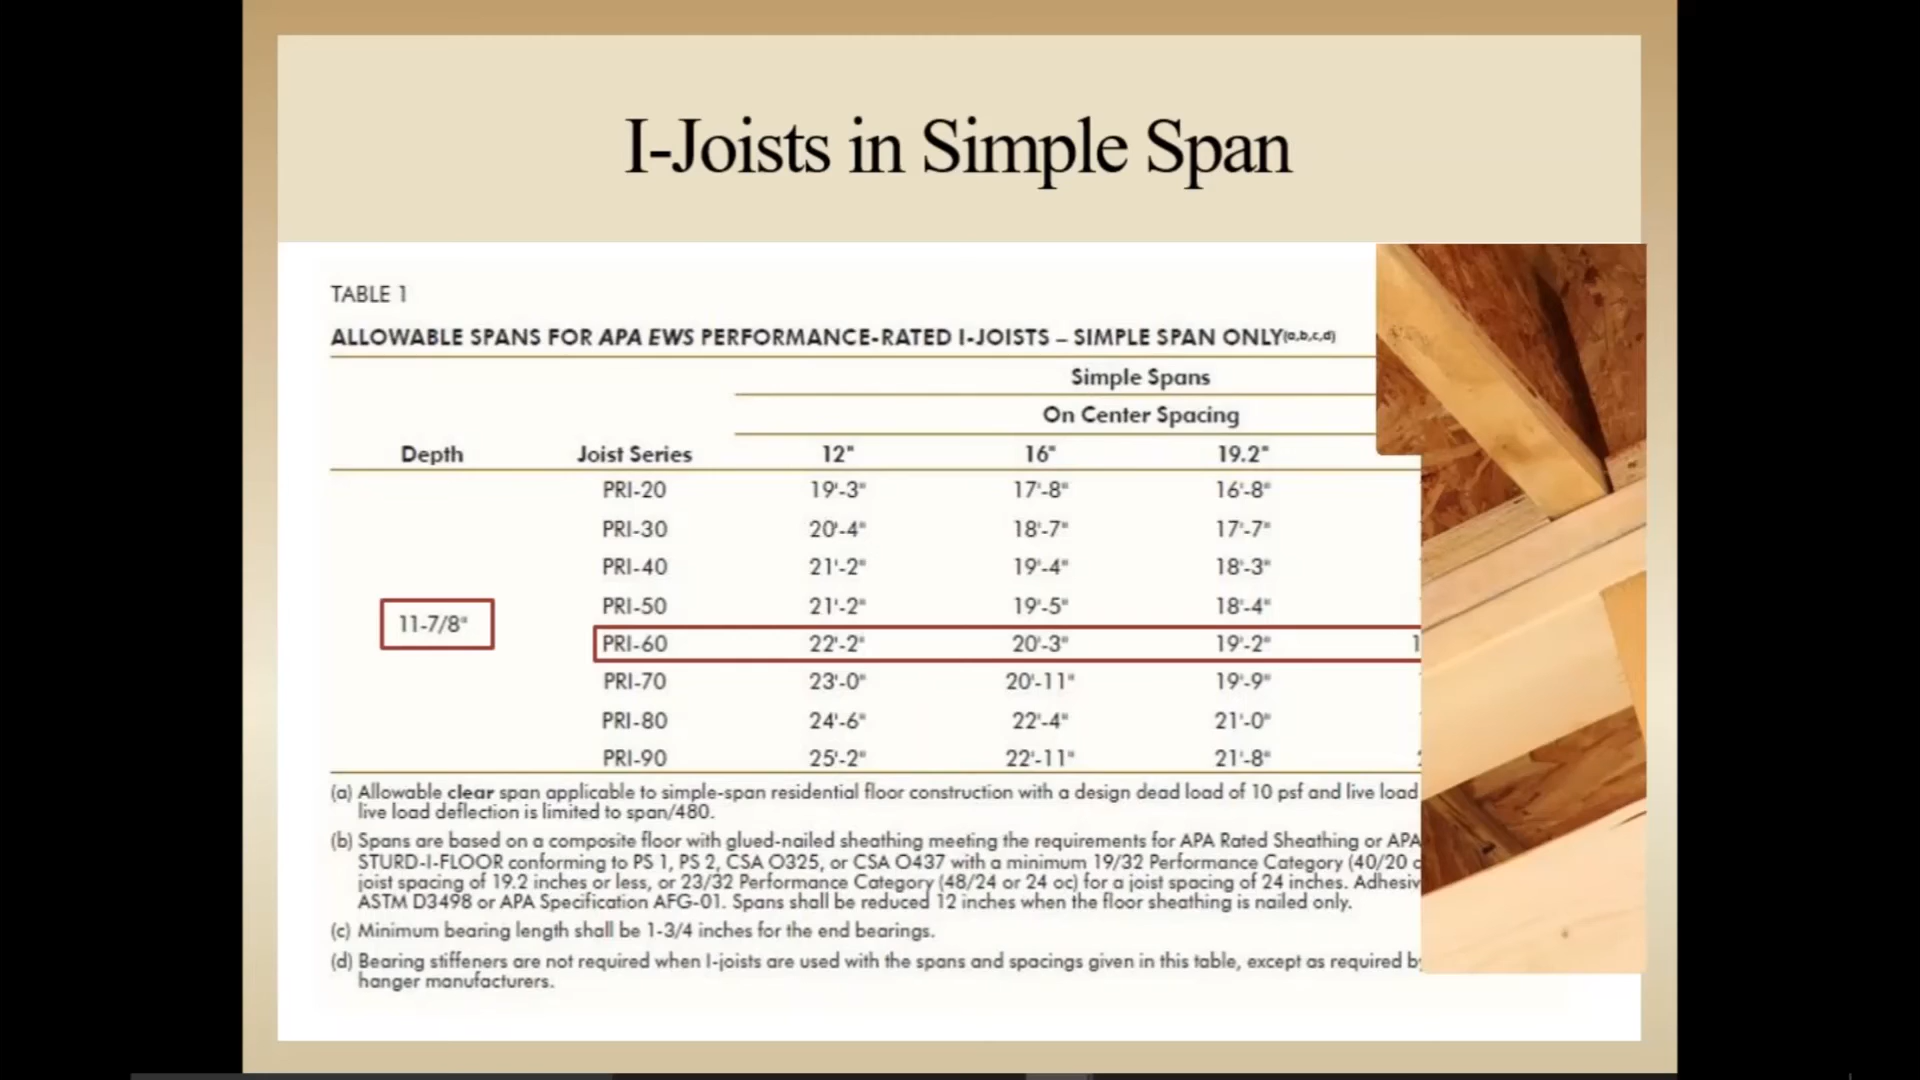 I-Joists in Simple Span
TABLE 1
ALLOWABLE SPANS FOR APA EWS PERFORMANCE-RATED I-JOISTS – SIMPLE SPAN ONLY(a,b,c,d)
Simple Spans
On Center Spacing
Depth Joist Series 12" 16" 19.2"
PRI-20 19'-3" 17'-8" 16'-8"
PRI-30 20'-4" 18'-7" 17'-7"
PRI-40 21'-2" 19'-4" 18'-3"
PRI-50 21'-2" 19'-5" 18'-4"
11-7/8"
PRI-60 22'-2" 20'-3" 19'-2"
PRI-70 23'-0" 20'-11" 19'-9"
PRI-80 24'-6" 22'-4" 21'-0"
PRI-90 25'-2" 22'-11" 21'-8"
(a) Allowable clear span applicable to simple-span residential floor construction with a design dead load of 10 psf and live load
live load deflection is limited to span/480.
(b) Spans are based on a composite floor with glued-nailed sheathing meeting the requirements for APA Rated Sheathing or APA
STURD-I-FLOOR conforming to PS 1, PS 2, CSA O325, or CSA O437 with a minimum 19/32 Performance Category (40/20
joist spacing of 19.2 inches or less, or 23/32 Performance Category (48/24 or 24 oc) for a joist spacing of 24 inches.
ASTM D3498 or APA Specification AFG-01. Spans shall be reduced 12 inches when the floor sheathing is nailed only.
(c) Minimum bearing length shall be 1-3/4 inches for the end bearings.
(d) Bearing stiffeners are not required when I-joists are used with the spans and spacings given in this table, except as required
hanger manufacturers.